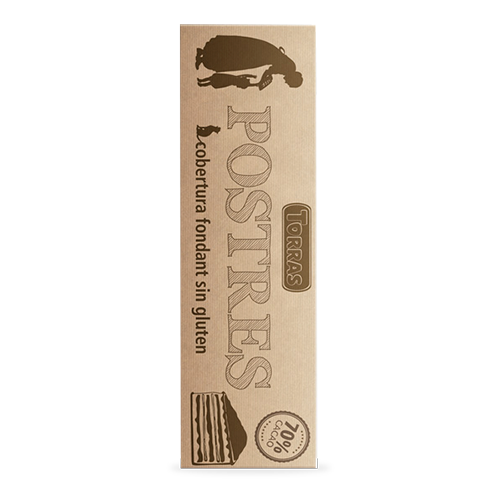 TORRAS
POSTRES
cobertura fondant sin gluten
70%
CACAO